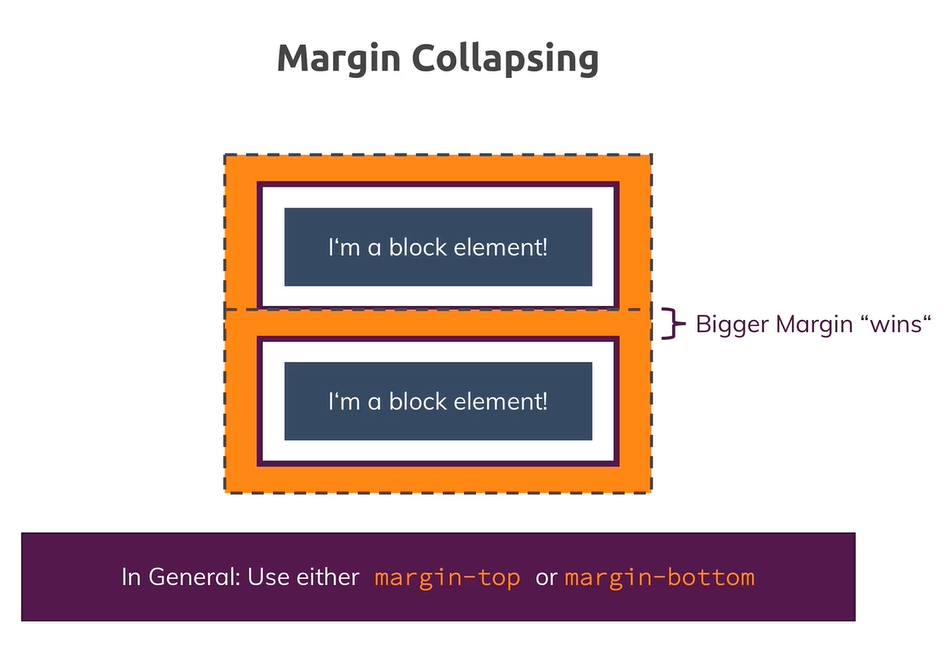 Margin Collapsing
I‘m a block element!
Bigger Margin “wins“
I‘m a block element!
In General: Use either margin-top or margin-bottom